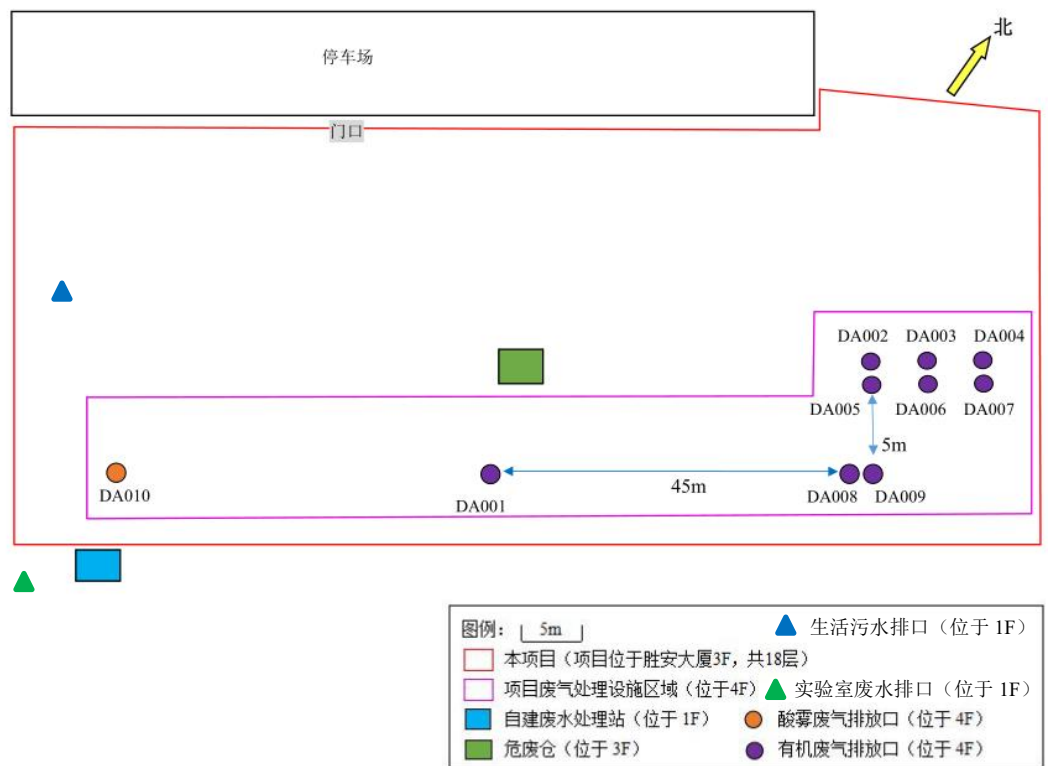 停车场
北
门口
DA002 DA003 DA004
DA005 DA006 DA007
5m
45m
DA010 DA001 DA008 DA009
图例： 5m 生活污水排口（位于 1F）
本项目（项目位于胜安大厦3F，共18层）
项目废气处理设施区域（位于4F） 实验室废水排口（位于 1F）
自建废水处理站（位于 1F） 酸雾废气排放口（位于 4F）
危废仓（位于 3F） 有机废气排放口（位于 4F）